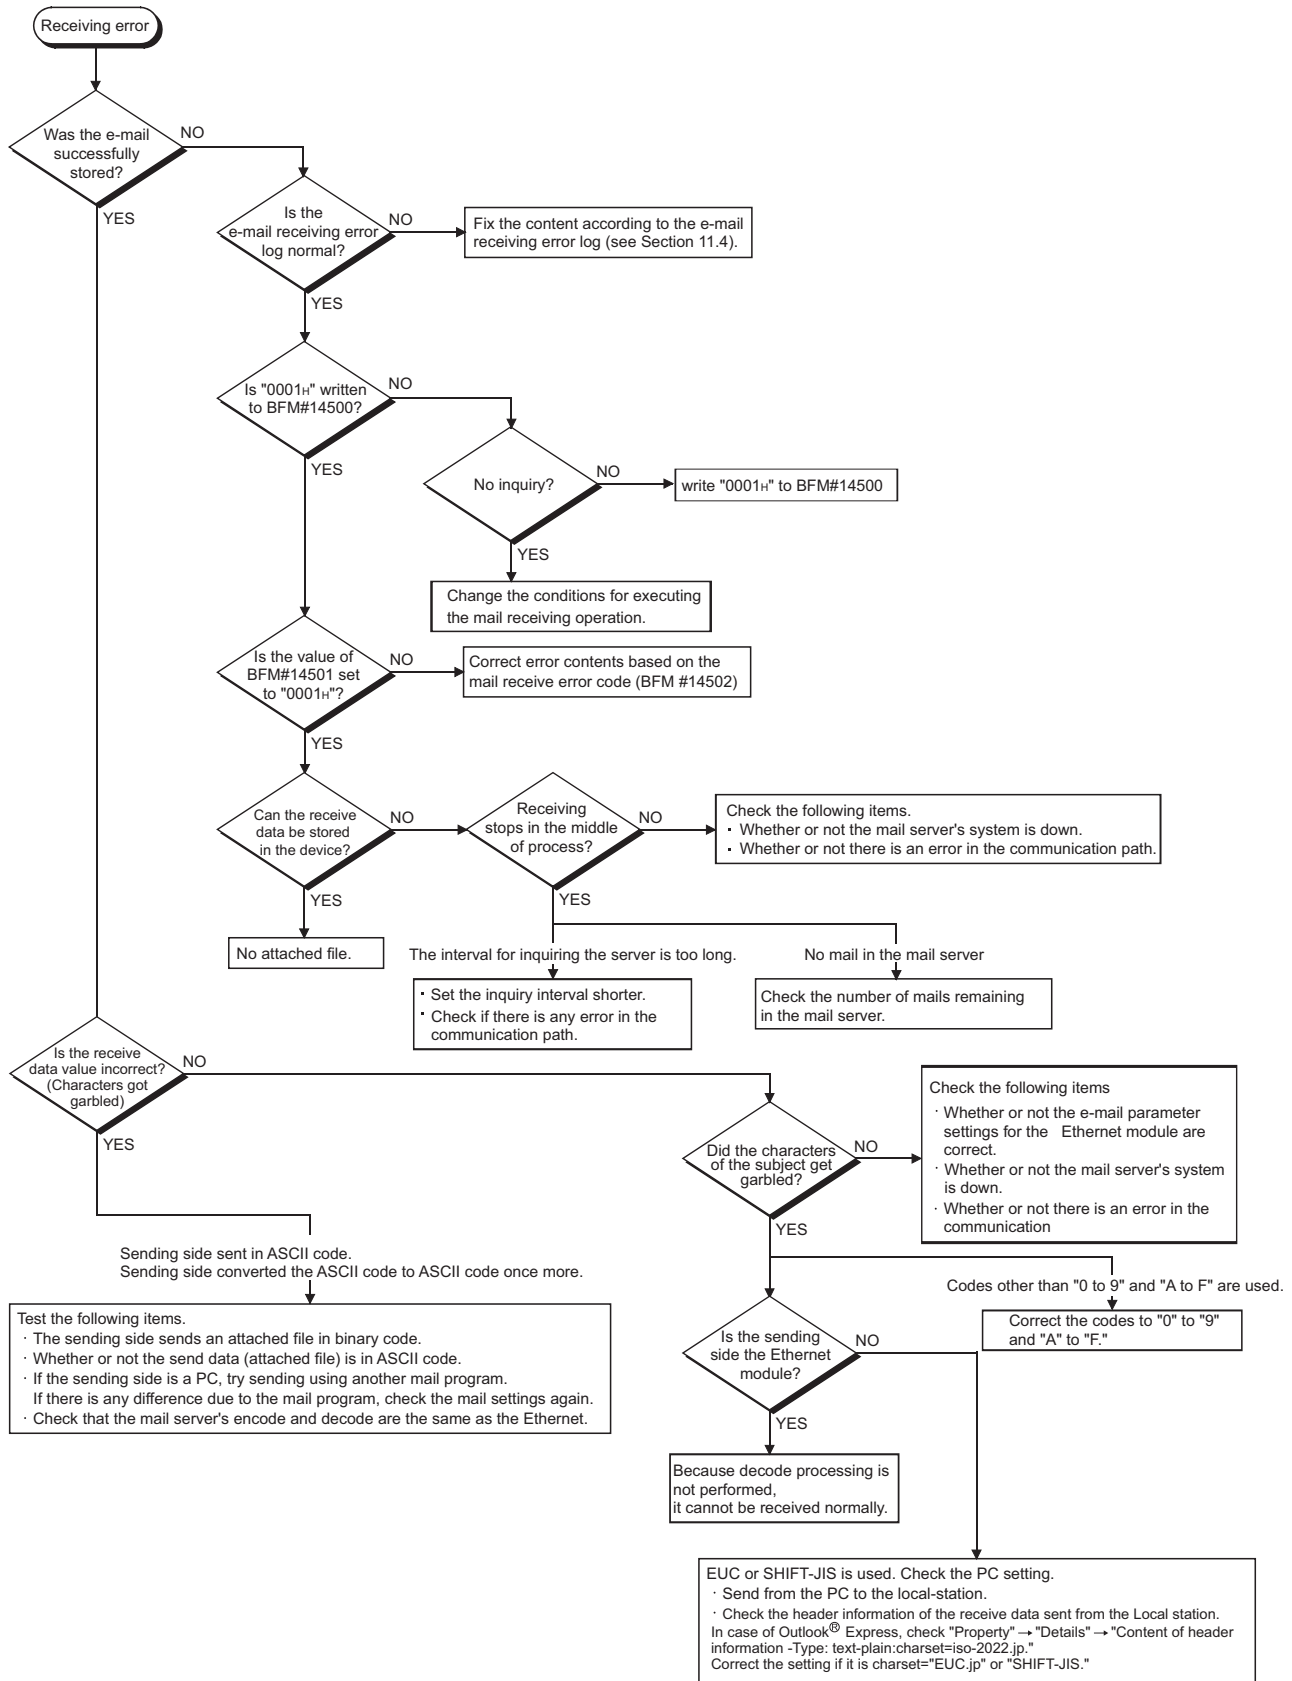 Receiving error
Was the e-mail
successfully
stored?
NO
YES
Is the
e-mail receiving error
log normal?
NO
Fix the content according to the e-mail
receiving error log (see Section 11.4).
YES
Is "0001H" written
to BFM#14500?
NO
YES
No inquiry?
NO
write "0001H" to BFM#14500
YES
Change the conditions for executing
the mail receiving operation.
Is the value of
BFM#14501 set
to "0001H"?
NO
Correct error contents based on the
mail receive error code (BFM #14502)
YES
Can the receive
data be stored
in the device?
NO
Receiving
stops in the middle
of process?
NO
Check the following items.
· Whether or not the mail server's system is down.
· Whether or not there is an error in the communication path.
YES
YES
No attached file.
The interval for inquiring the server is too long.
No mail in the mail server
· Set the inquiry interval shorter.
· Check if there is any error in the
communication path.
Check the number of mails remaining
in the mail server.
Is the receive
data value incorrect?
(Characters got
garbled)
NO
YES
Did the characters
of the subject get
garbled?
NO
Check the following items
· Whether or not the e-mail parameter
settings for the Ethernet module are
correct.
· Whether or not the mail server's system
is down.
· Whether or not there is an error in the
communication
YES
Sending side sent in ASCII code.
Sending side converted the ASCII code to ASCII code once more.
Codes other than "0 to 9" and "A to F" are used.
Test the following items.
· The sending side sends an attached file in binary code.
· Whether or not the send data (attached file) is in ASCII code.
· If the sending side is a PC, try sending using another mail program.
If there is any difference due to the mail program, check the mail settings again.
· Check that the mail server's encode and decode are the same as the Ethernet.
Is the sending
side the Ethernet
module?
NO
Correct the codes to "0" to "9"
and "A" to "F."
YES
Because decode processing is
not performed,
it cannot be received normally.
EUC or SHIFT-JIS is used. Check the PC setting.
· Send from the PC to the local-station.
· Check the header information of the receive data sent from the Local station.
In case of Outlook® Express, check "Property" → "Details" → "Content of header
information -Type: text-plain:charset=iso-2022.jp."
Correct the setting if it is charset="EUC.jp" or "SHIFT-JIS."